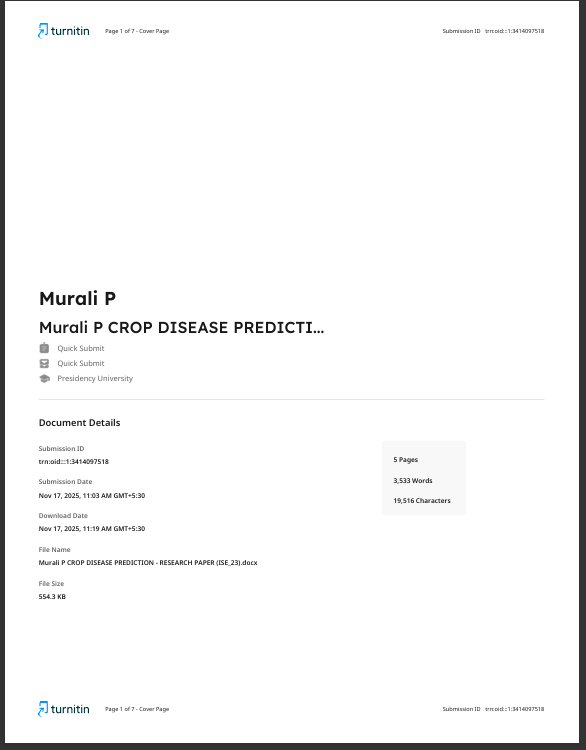 turnitin Page 1 of 7 - Cover Page Submission ID trn:oid:::1:3414097518
Murali P
Murali P CROP DISEASE PREDICTI...
Quick Submit
Quick Submit
Presidency University
Document Details
Submission ID
trn:oid:::1:3414097518
Submission Date
Nov 17, 2025, 11:03 AM GMT+5:30
Download Date
Nov 17, 2025, 11:19 AM GMT+5:30
File Name
Murali P CROP DISEASE PREDICTION - RESEARCH PAPER (ISE_23).docx
File Size
554.3 KB
5 Pages
3,533 Words
19,516 Characters
turnitin Page 1 of 7 - Cover Page Submission ID trn:oid:::1:3414097518